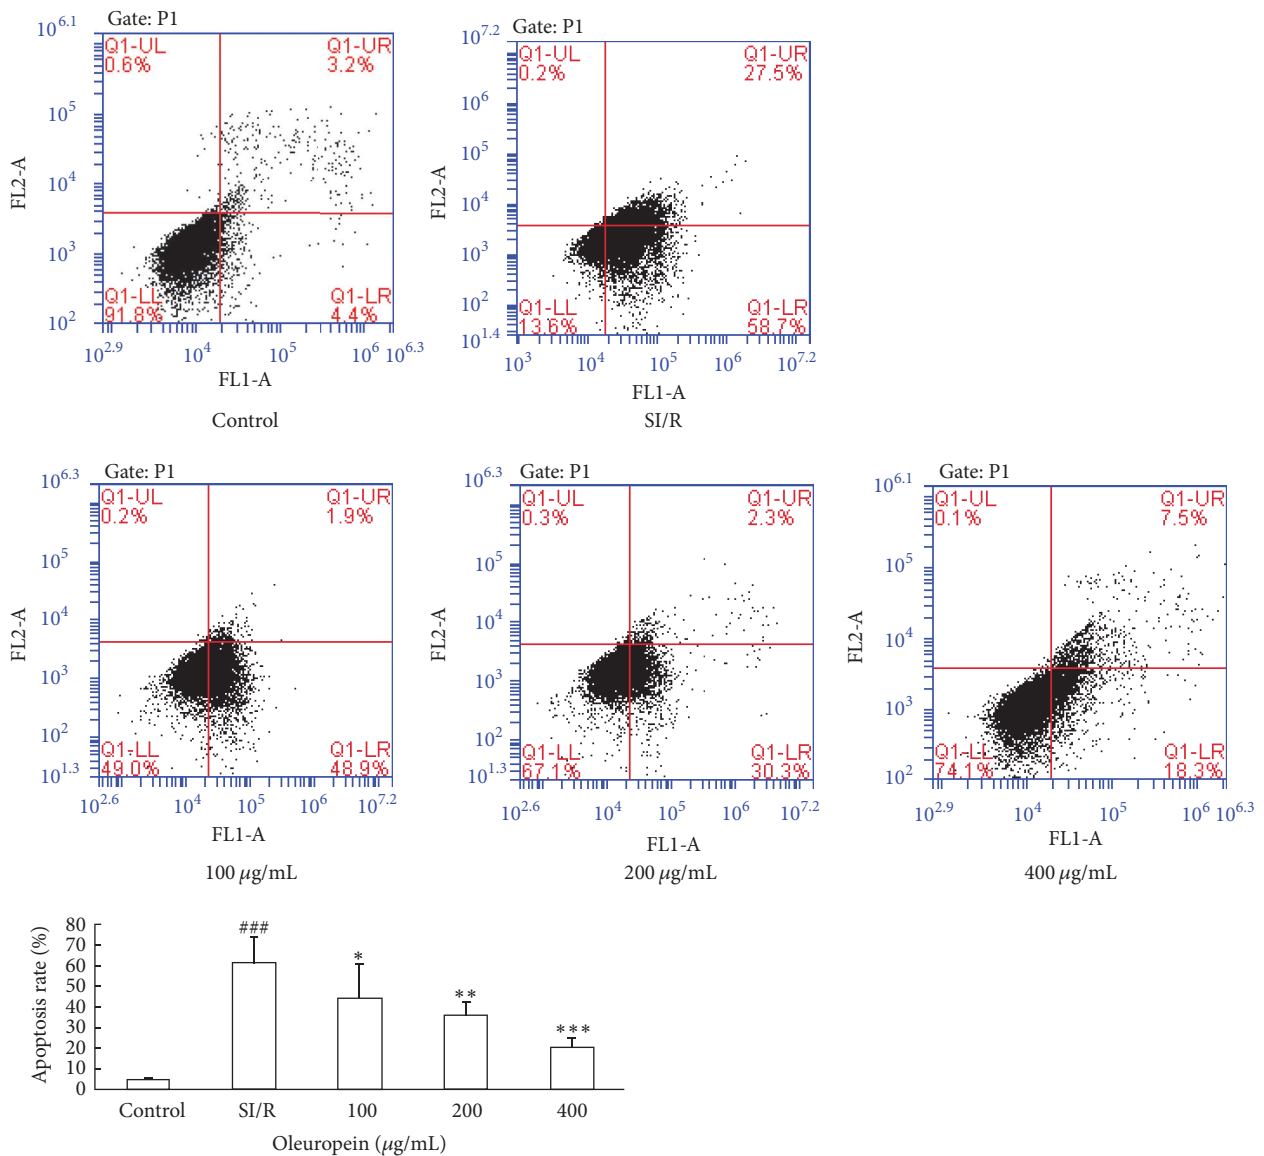 Gate: P1
10^6.1
10^5
10^4
10^3
10^2
FL2-A
Q1-UL
0.6%
Q1-UR
3.2%
Q1-LL
91.8%
Q1-LR
4.4%
10^2.9 10^4 10^5 10^6 10^6.3
FL1-A
Control
Gate: P1
10^7.2
10^6
10^5
10^4
10^3
10^2
10^1.4
FL2-A
Q1-UL
0.2%
Q1-UR
27.5%
Q1-LL
13.6%
Q1-LR
58.7%
10^3 10^4 10^5 10^6 10^7.2
FL1-A
SI/R
Gate: P1
10^6.3
10^5
10^4
10^3
10^2
10^1.3
FL2-A
Q1-UL
0.2%
Q1-UR
1.9%
Q1-LL
49.0%
Q1-LR
48.9%
10^2.6 10^4 10^5 10^6 10^7.2
FL1-A
100 μg/mL
Gate: P1
10^6.3
10^5
10^4
10^3
10^2
10^1.3
FL2-A
Q1-UL
0.3%
Q1-UR
2.3%
Q1-LL
67.1%
Q1-LR
30.3%
10^2.6 10^4 10^5 10^6 10^7.2
FL1-A
200 μg/mL
Gate: P1
10^6.1
10^5
10^4
10^3
10^2
FL2-A
Q1-UL
0.1%
Q1-UR
7.5%
Q1-LL
74.1%
Q1-LR
18.3%
10^2.9 10^4 10^5 10^6 10^6.3
FL1-A
400 μg/mL
Apoptosis rate (%)
80
70
60
50
40
30
20
10
0
###
*
**
***
Control SI/R 100 200 400
Oleuropein (μg/mL)